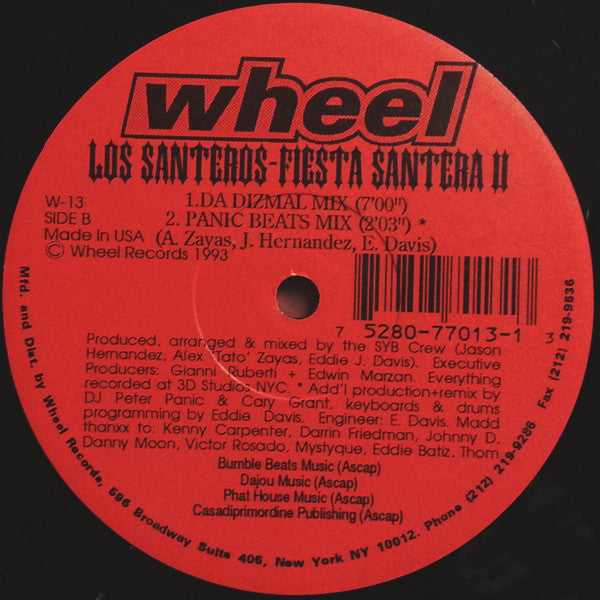 wheel
LOS SANTEROS-FIESTA SANTERA II
1.DA DIZMAL MIX (7'00")
2. PANIC BEATS MIX (2'03") *
(A. Zayas, J. Hernandez, E. Davis)
W-13
SIDE B
Made in USA
© Wheel Records 1993
7 5280-77013-1 3
Produced, arranged & mixed by the SYB Crew (Jason
Hernandez, Alex 'Tato' Zayas, Eddie J. Davis). Executive
Producers: Gianni Ruberti + Edwin Marzan. Everything
recorded at 3D Studios NYC. * Add'l production+remix by
DJ Peter Panic & Cary Grant, keyboards & drums
programming by Eddie Davis. Engineer: E. Davis. Madd
thanxx to: Kenny Carpenter, Darrin Friedman, Johnny D.
Danny Moon, Victor Rosado, Mystyque, Eddie Batiz, Thom
Bumble Beats Music (Ascap)
Dajou Music (Ascap)
Phat House Music (Ascap)
Casadiprimordine Publishing (Ascap)
Mfd. and Dist. by Wheel Records, 596 Broadway Suite 406, New York NY 10012. Phone (212) 219-9286 Fax (212) 219-9536